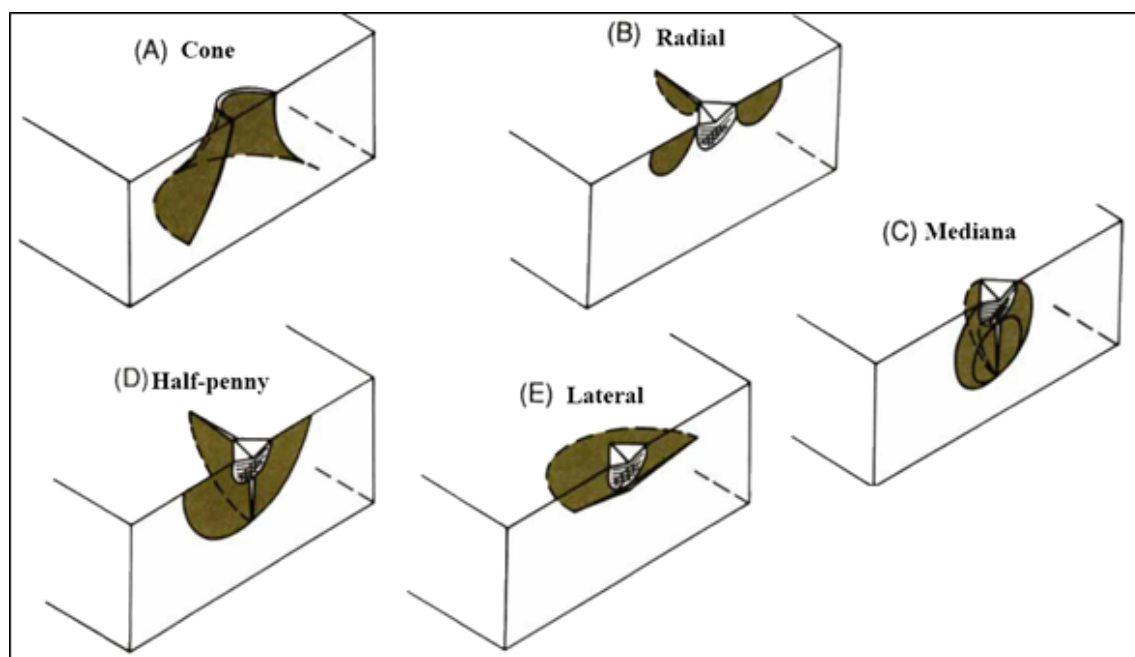 (A) Cone
(B) Radial
(C) Mediana
(D) Half-penny
(E) Lateral